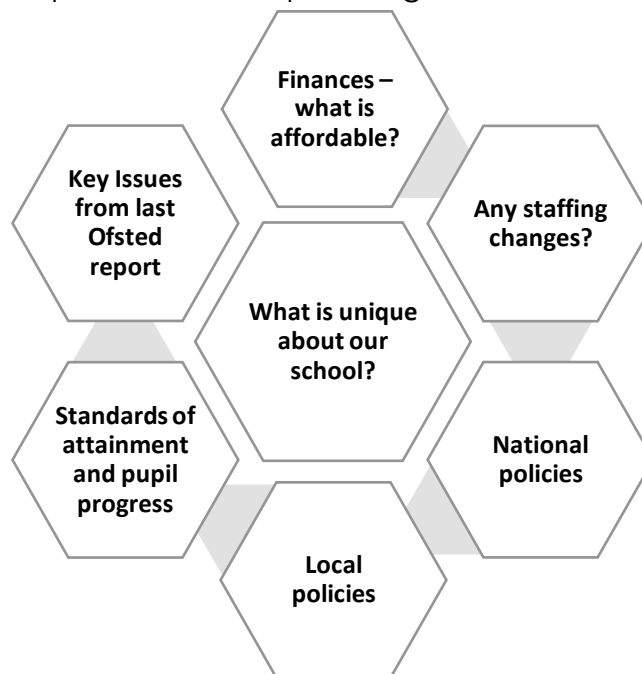 Finances –
what is
affordable?
Key Issues
from last
Ofsted
report
Any staffing
changes?
What is unique
about our
school?
Standards of
attainment
and pupil
progress
National
policies
Local
policies